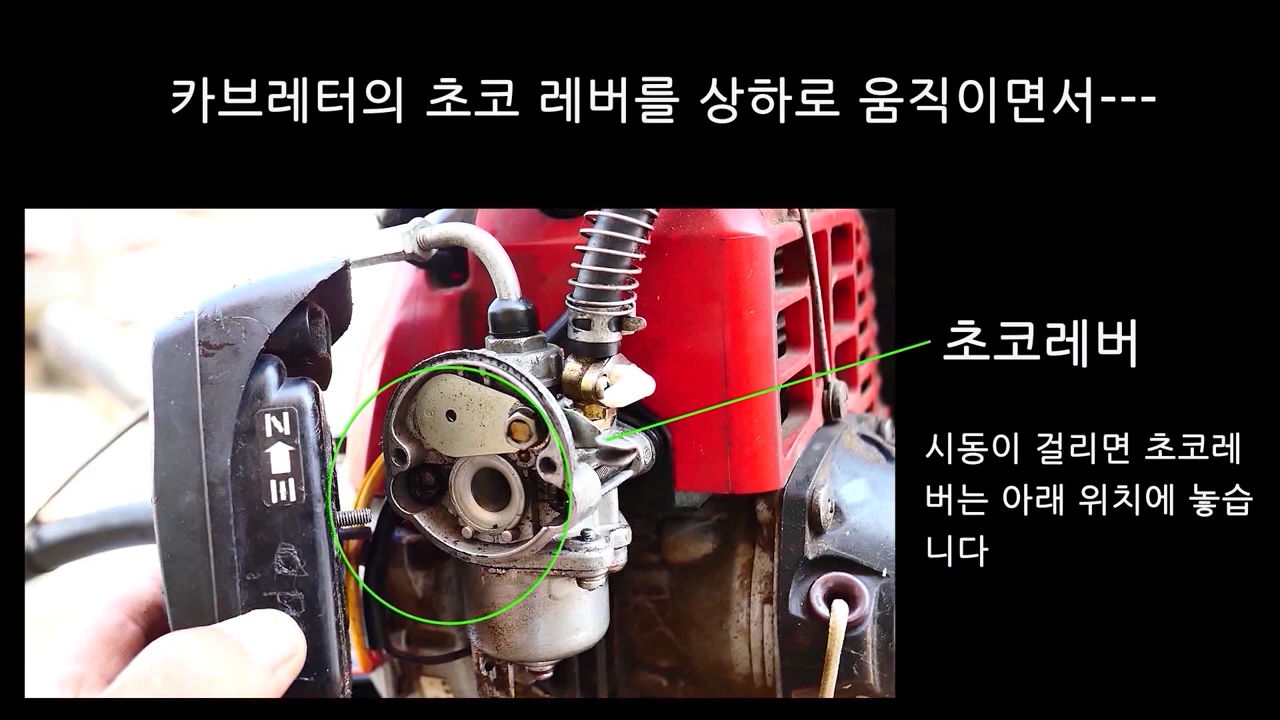 카브레터의 초코 레버를 상하로 움직이면서---
초코레버
시동이 걸리면 초코레
버는 아래 위치에 놓습
니다
N